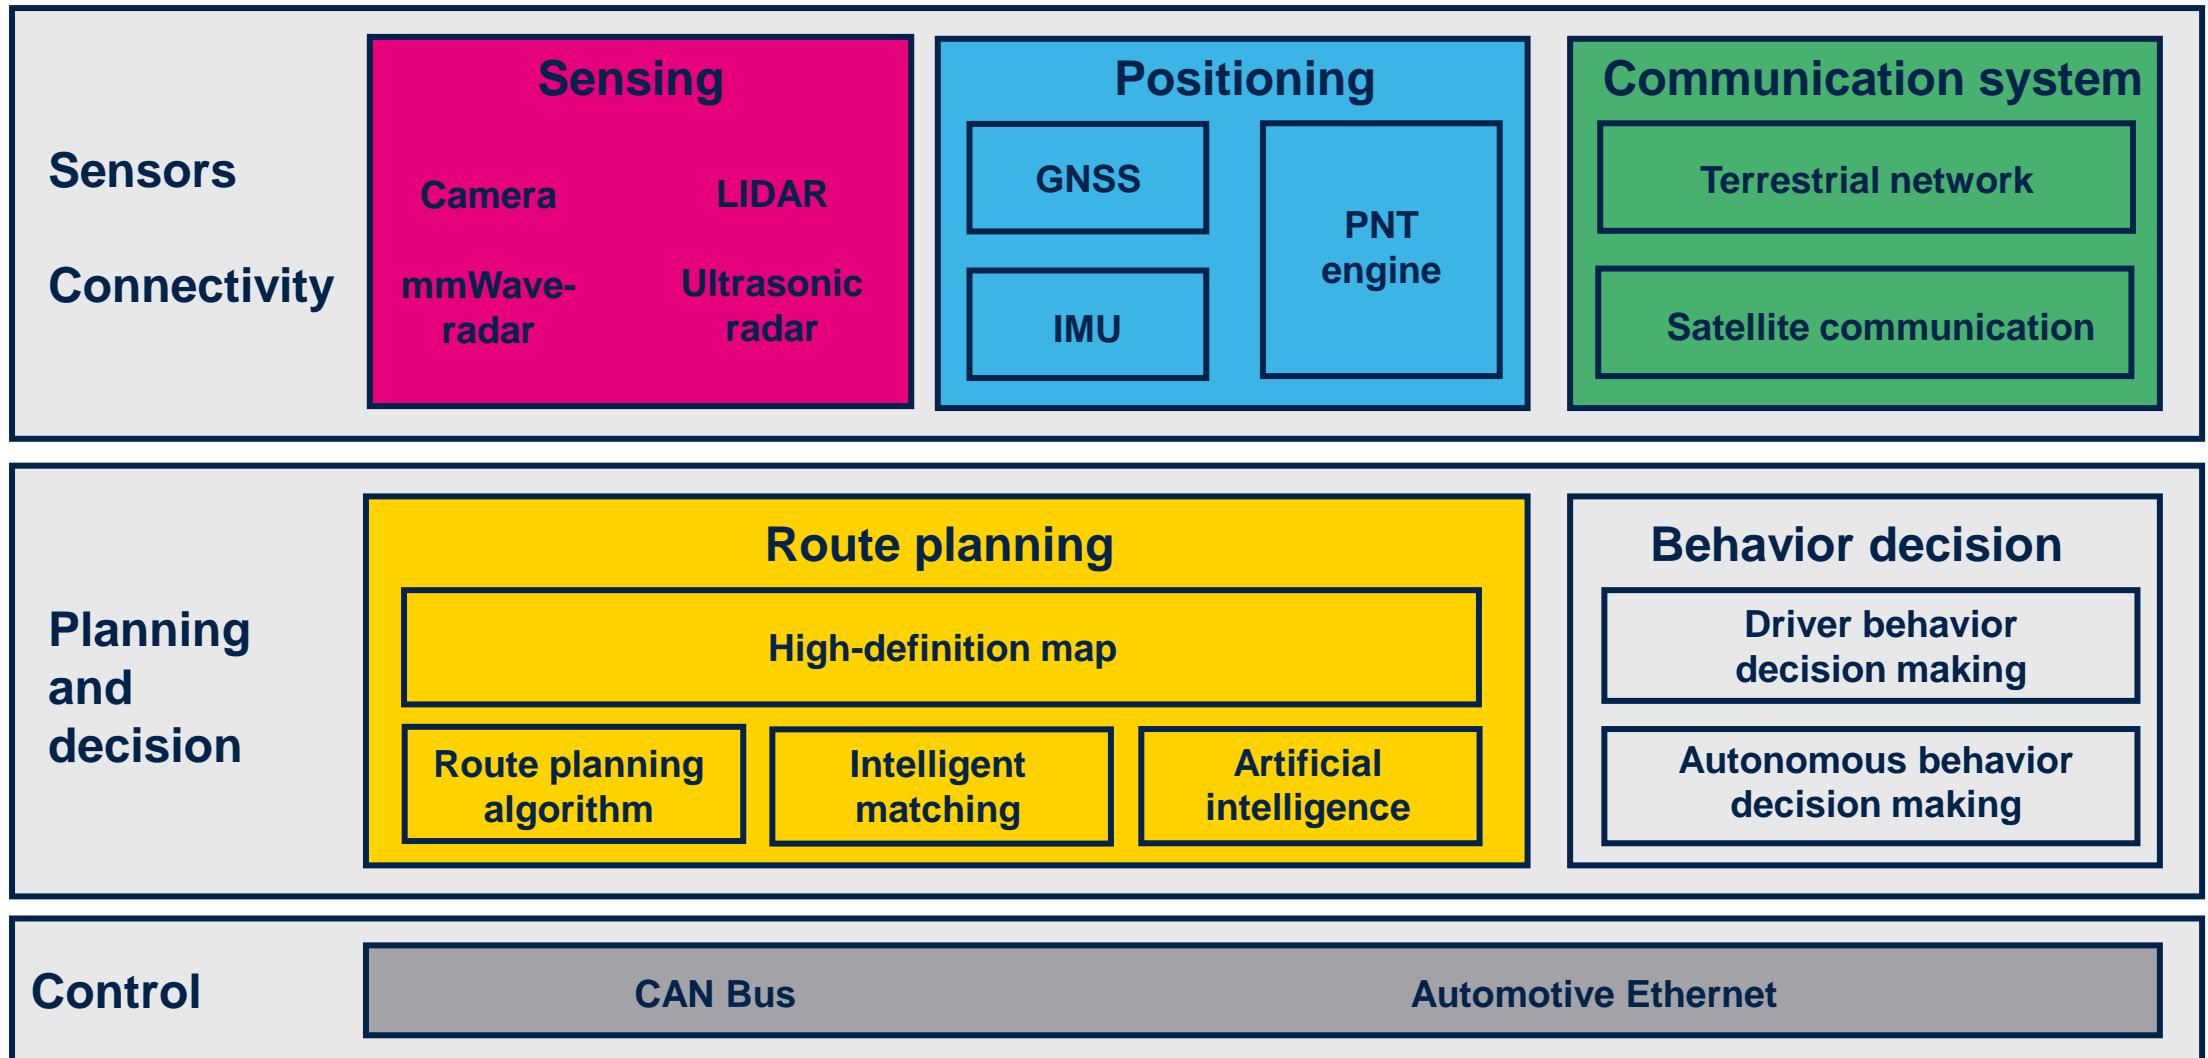 Sensors
Connectivity
Sensing
Camera
LIDAR
mmWave-
radar
Ultrasonic
radar
Positioning
GNSS
IMU
PNT
engine
Communication system
Terrestrial network
Satellite communication
Planning
and
decision
Route planning
High-definition map
Route planning
algorithm
Intelligent
matching
Artificial
intelligence
Behavior decision
Driver behavior
decision making
Autonomous behavior
decision making
Control
CAN Bus
Automotive Ethernet